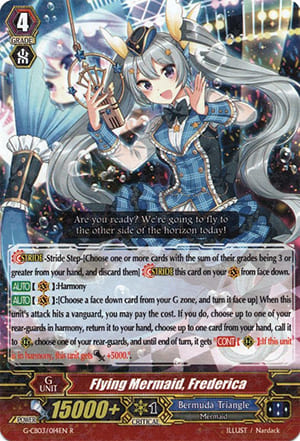 4
GRADE
Are you ready? We're going to fly to
the other side of the horizon today!
STRIDE-Stride Step-[Choose one or more cards with the sum of their grades being 3 or
greater from your hand, and discard them] STRIDE this card on your from face down.
AUTO [ ]:Harmony
AUTO [ ]:[Choose a face down card from your G zone, and turn it face up] When this
unit's attack hits a vanguard, you may pay the cost. If you do, choose up to one of your
rear-guards in harmony, return it to your hand, choose up to one card from your hand, call it
to , choose one of your rear-guards, and until end of turn, it gets "CONT [ ]:If this unit
is in harmony, this unit gets +5000.".
G
UNIT
Flying Mermaid, Frederica
POWER
15000+
1
CRITICAL
Bermuda Triangle
Mermaid
G-CB03/014EN R
ILLUST / Nardack